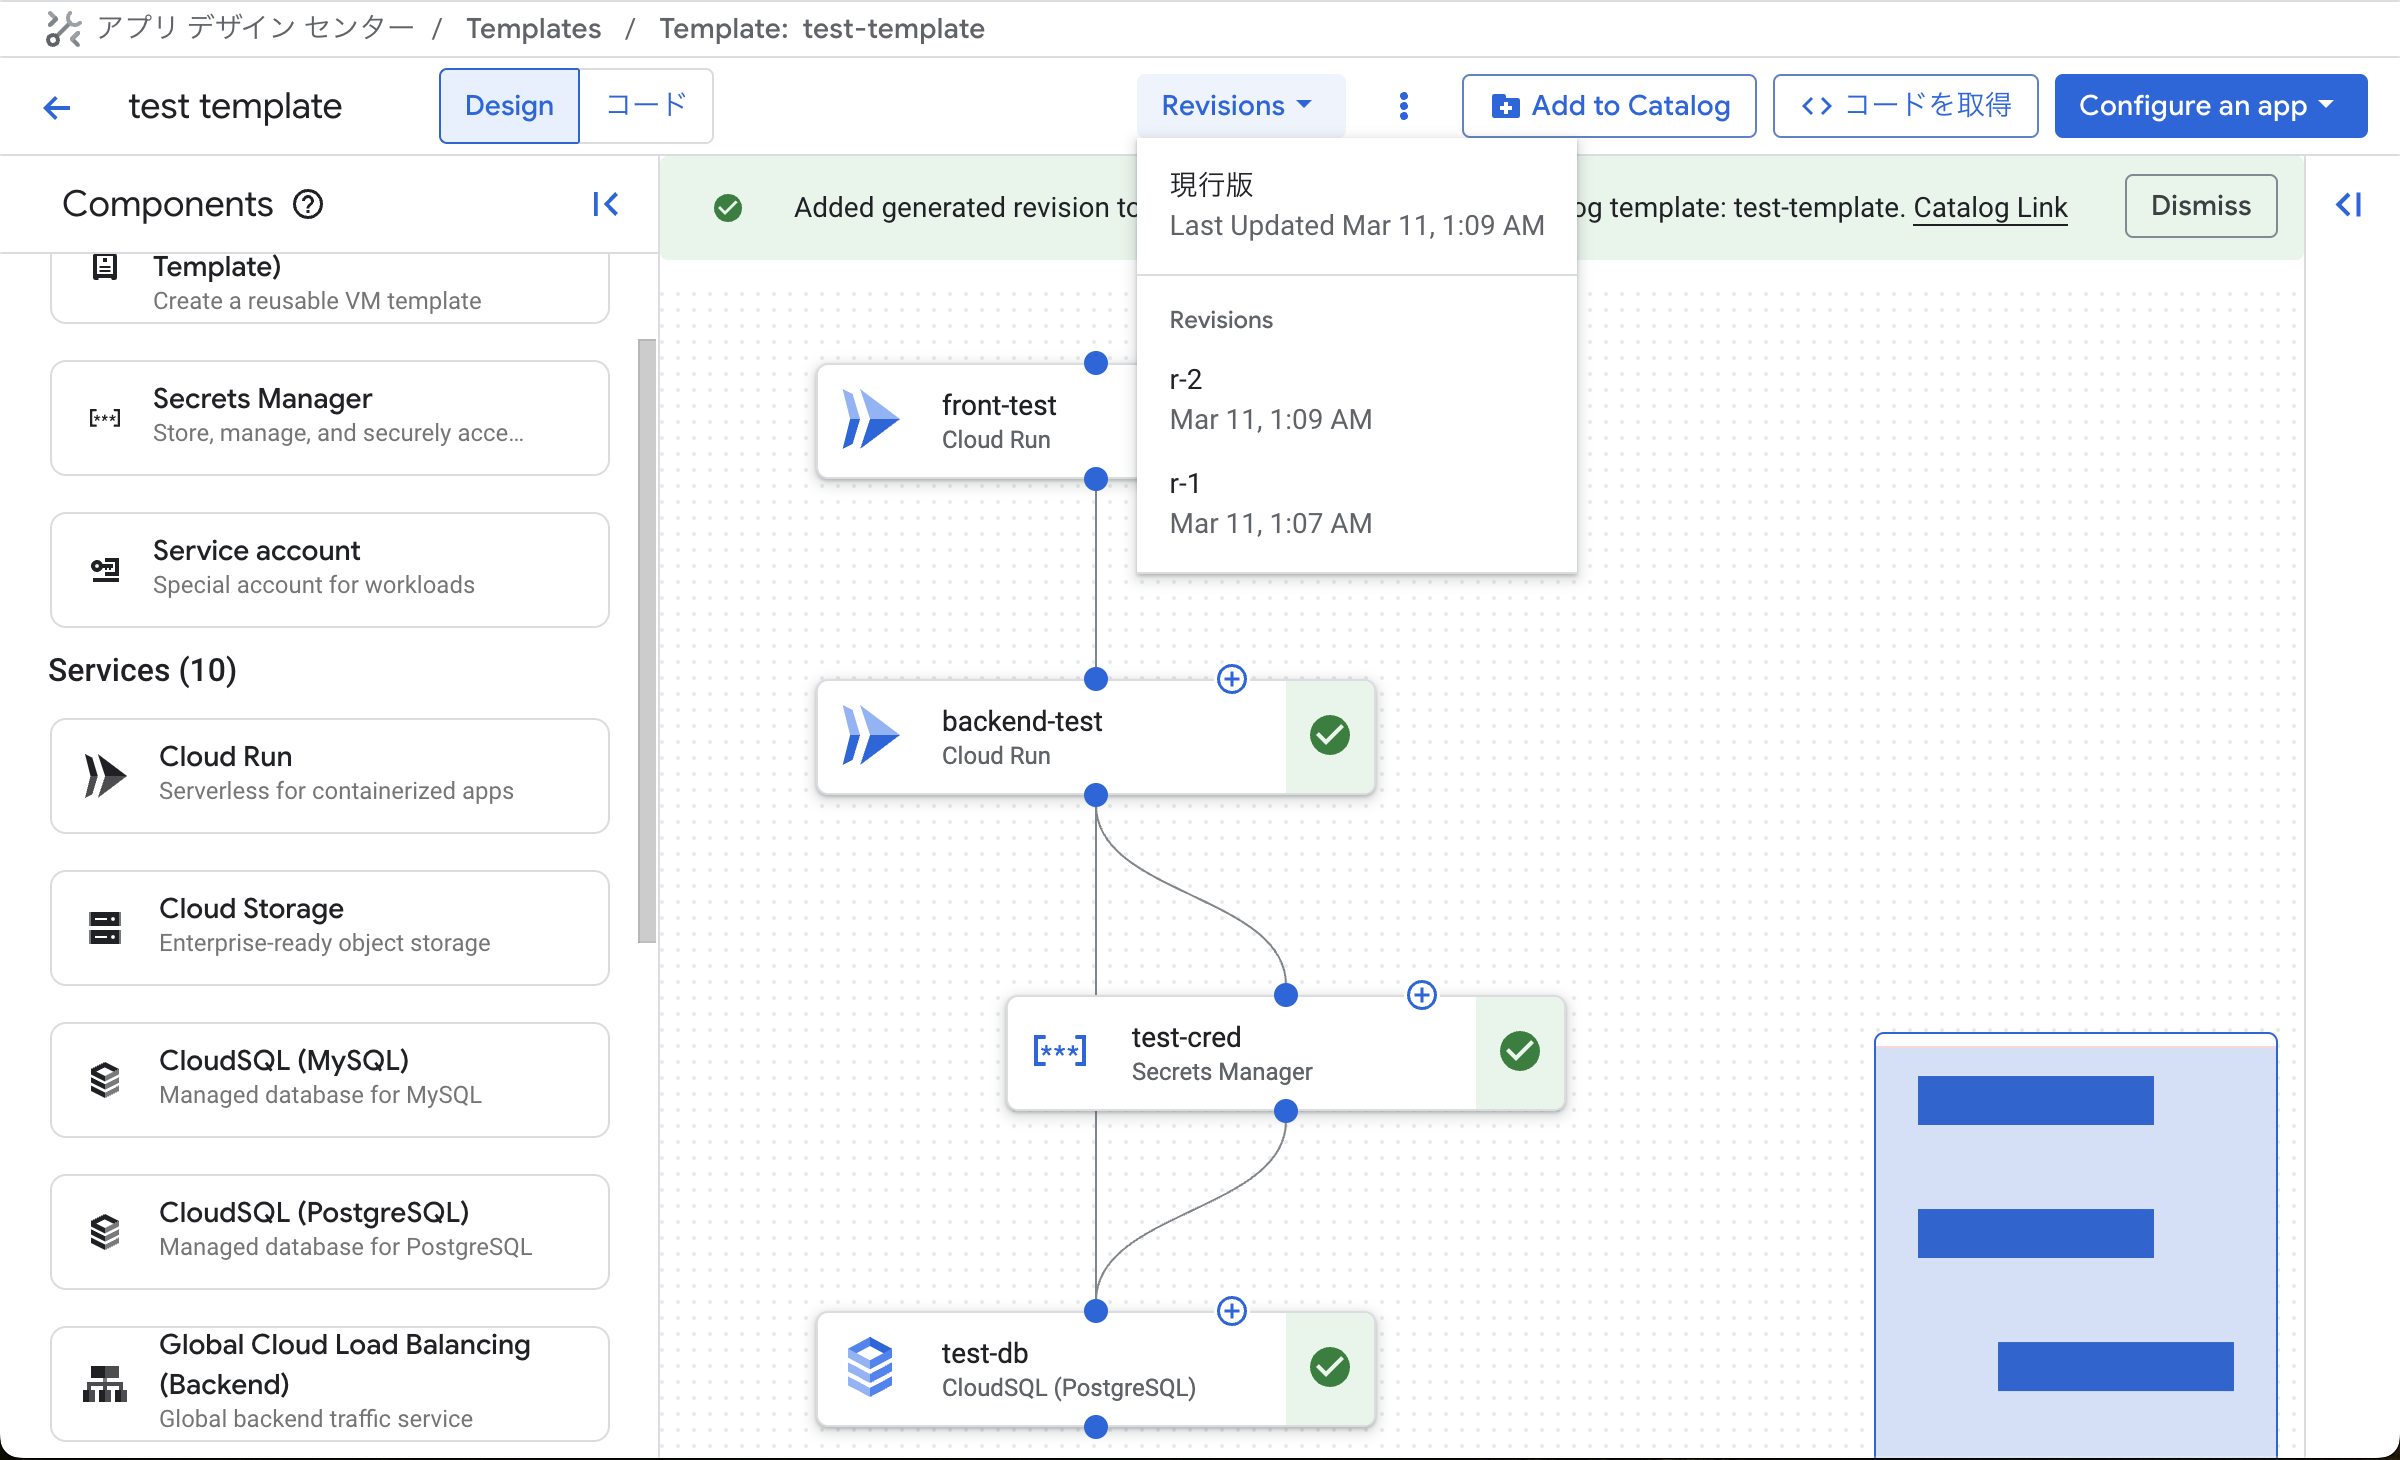 アプリ デザイン センター / Templates / Template: test-template
test template
Design
コード
Revisions
Add to Catalog
<> コードを取得
Configure an app
Components
Template)
Create a reusable VM template
Secrets Manager
Store, manage, and securely acce...
Service account
Special account for workloads
Services (10)
Cloud Run
Serverless for containerized apps
Cloud Storage
Enterprise-ready object storage
CloudSQL (MySQL)
Managed database for MySQL
CloudSQL (PostgreSQL)
Managed database for PostgreSQL
Global Cloud Load Balancing
(Backend)
Global backend traffic service
Added generated revision to
og template: test-template. Catalog Link
Dismiss
現行版
Last Updated Mar 11, 1:09 AM
Revisions
r-2
Mar 11, 1:09 AM
r-1
Mar 11, 1:07 AM
front-test
Cloud Run
backend-test
Cloud Run
[***]
test-cred
Secrets Manager
test-db
CloudSQL (PostgreSQL)